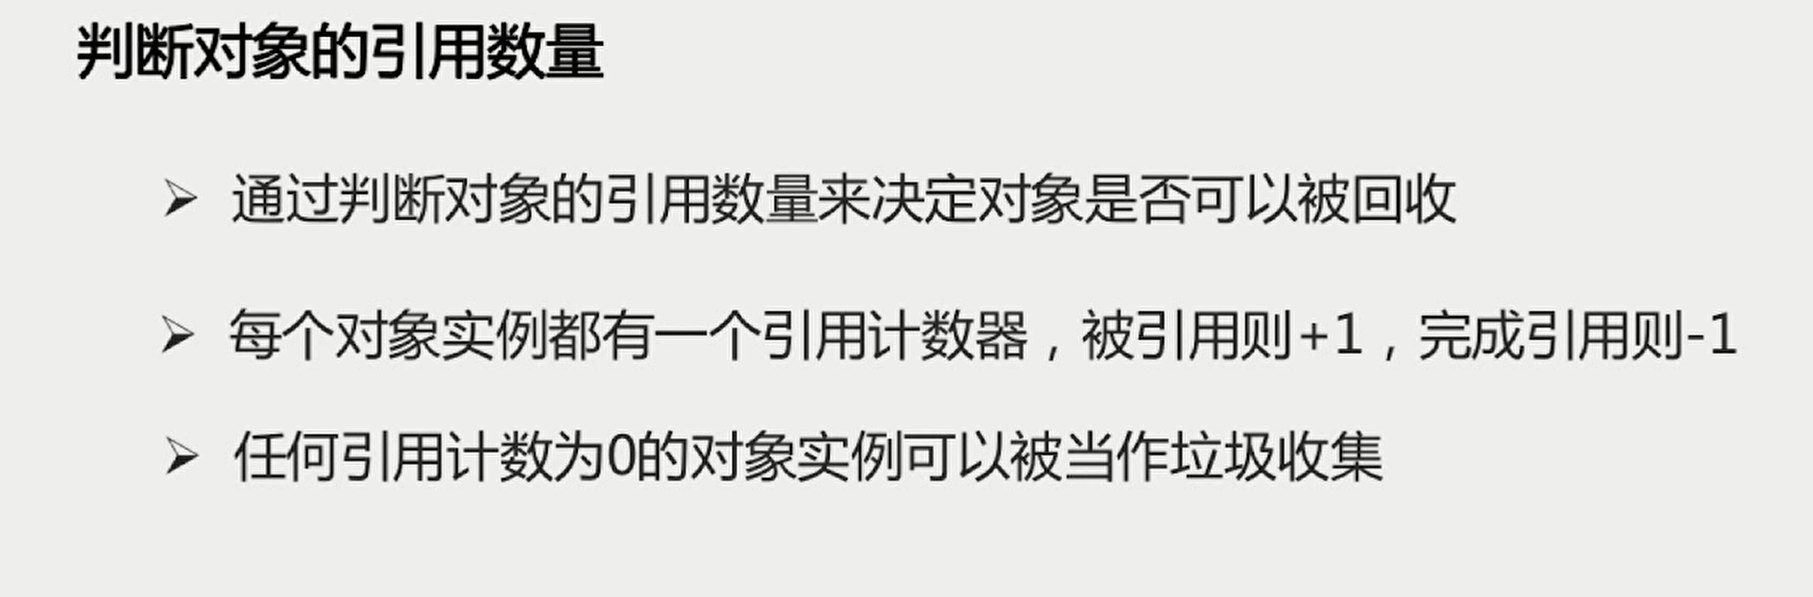 判断对象的引用数量
➢ 通过判断对象的引用数量来决定对象是否可以被回收
➢ 每个对象实例都有一个引用计数器，被引用则+1，完成引用则-1
➢ 任何引用计数为0的对象实例可以被当作垃圾收集